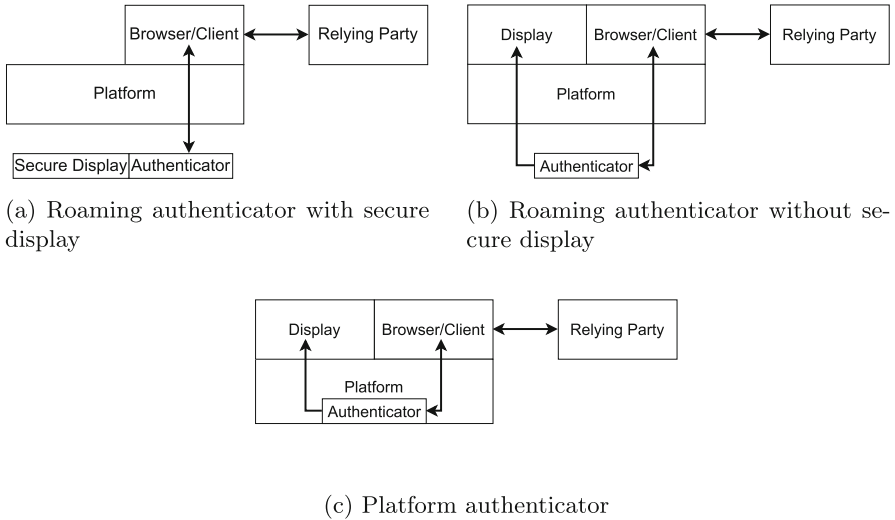 Browser/Client
Relying Party
Platform
Secure Display
Authenticator
(a) Roaming authenticator with secure
display
Display
Browser/Client
Relying Party
Platform
Authenticator
(b) Roaming authenticator without se-
cure display
Display
Browser/Client
Relying Party
Platform
Authenticator
(c) Platform authenticator